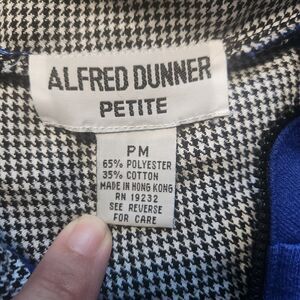 ALFRED DUNNER
PETITE
PM
65% POLYESTER
35% COTTON
MADE IN HONG KONG
RN 19232
SEE REVERSE
FOR CARE